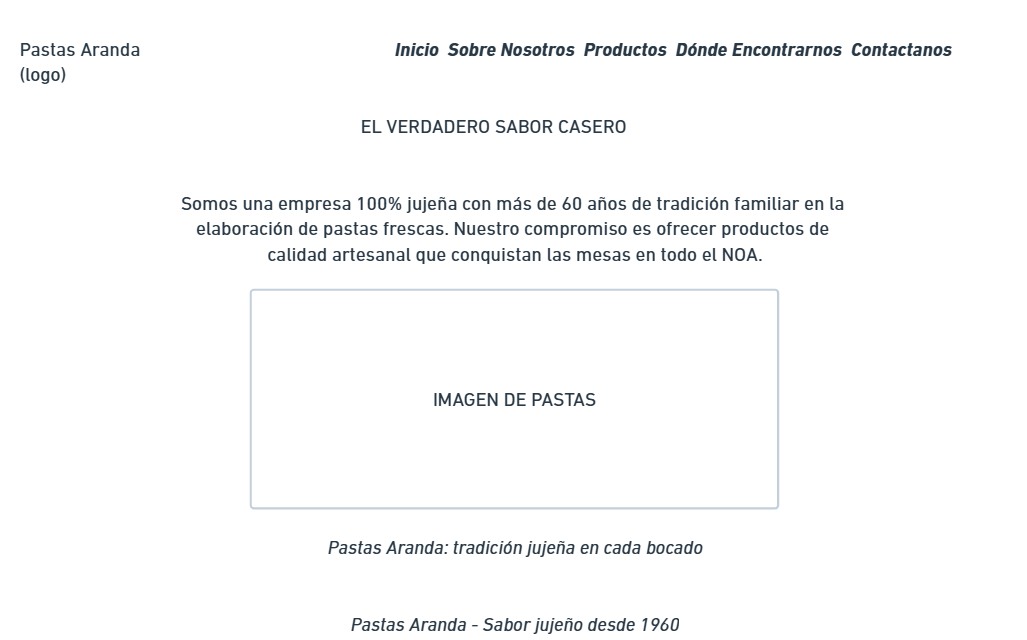 Pastas Aranda
(logo)
Inicio Sobre Nosotros Productos Dónde Encontrarnos Contactanos
EL VERDADERO SABOR CASERO
Somos una empresa 100% jujeña con más de 60 años de tradición familiar en la
elaboración de pastas frescas. Nuestro compromiso es ofrecer productos de
calidad artesanal que conquistan las mesas en todo el NOA.
IMAGEN DE PASTAS
Pastas Aranda: tradición jujeña en cada bocado
Pastas Aranda - Sabor jujeño desde 1960